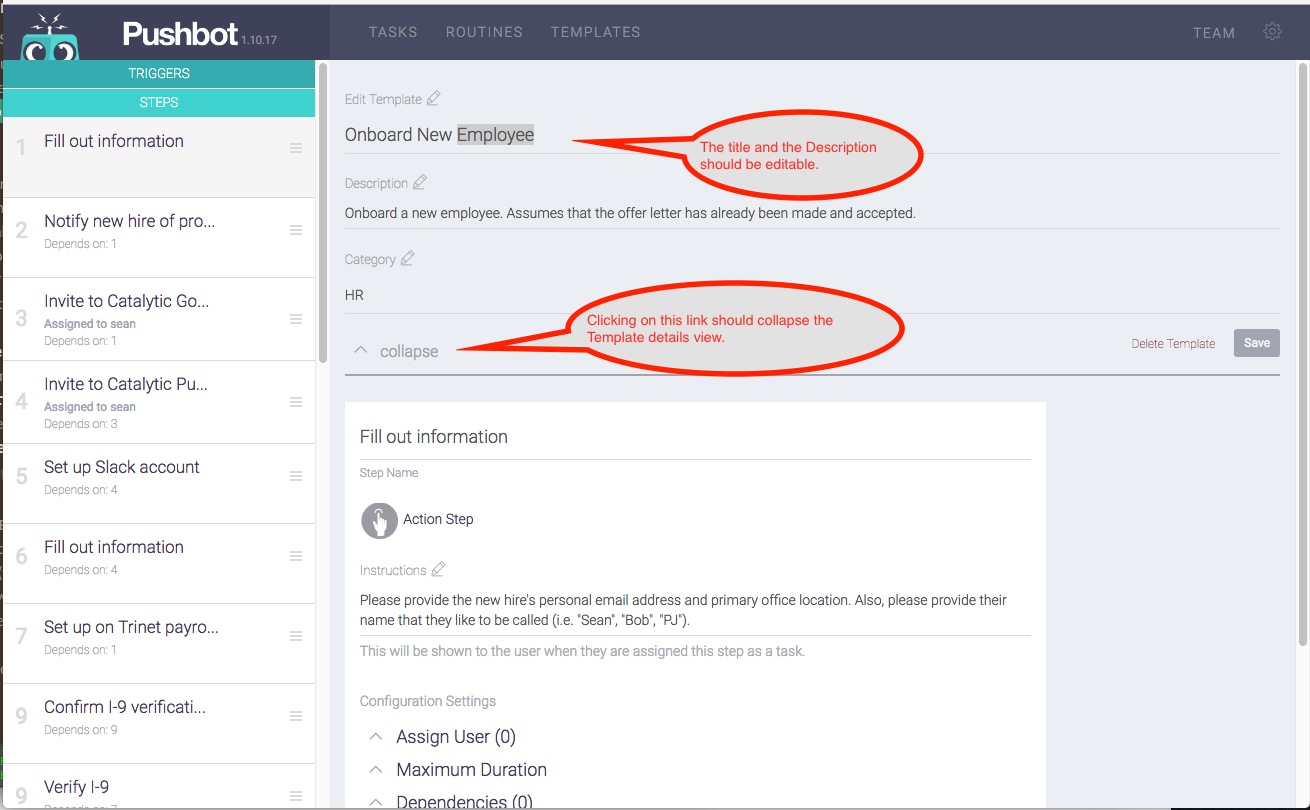 Pushbot 1.10.17
TASKS ROUTINES TEMPLATES
TEAM
TRIGGERS
STEPS
1 Fill out information
2 Notify new hire of pro...
Depends on: 1
3 Invite to Catalytic Go...
Assigned to sean
Depends on: 1
4 Invite to Catalytic Pu...
Assigned to sean
Depends on: 3
5 Set up Slack account
Depends on: 4
6 Fill out information
Depends on: 4
7 Set up on Trinet payro...
Depends on: 1
9 Confirm I-9 verificati...
Depends on: 9
9 Verify I-9
Depends on: 7
Edit Template
Onboard New Employee
The title and the Description
should be editable.
Description
Onboard a new employee. Assumes that the offer letter has already been made and accepted.
Category
HR
Clicking on this link should collapse the
Template details view.
collapse
Delete Template
Save
Fill out information
Step Name
Action Step
Instructions
Please provide the new hire's personal email address and primary office location. Also, please provide their
name that they like to be called (i.e. "Sean", "Bob", "PJ").
This will be shown to the user when they are assigned this step as a task.
Configuration Settings
Assign User (0)
Maximum Duration
Dependencies (0)